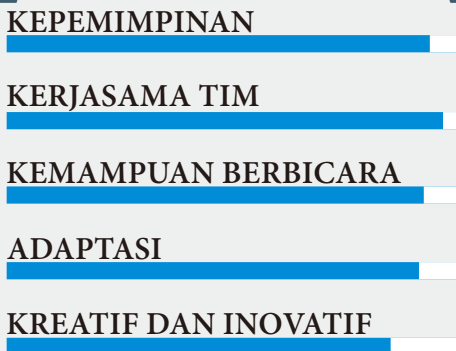 KEPEMIMPINAN
KERJASAMA TIM
KEMAMPUAN BERBICARA
ADAPTASI
KREATIF DAN INOVATIF